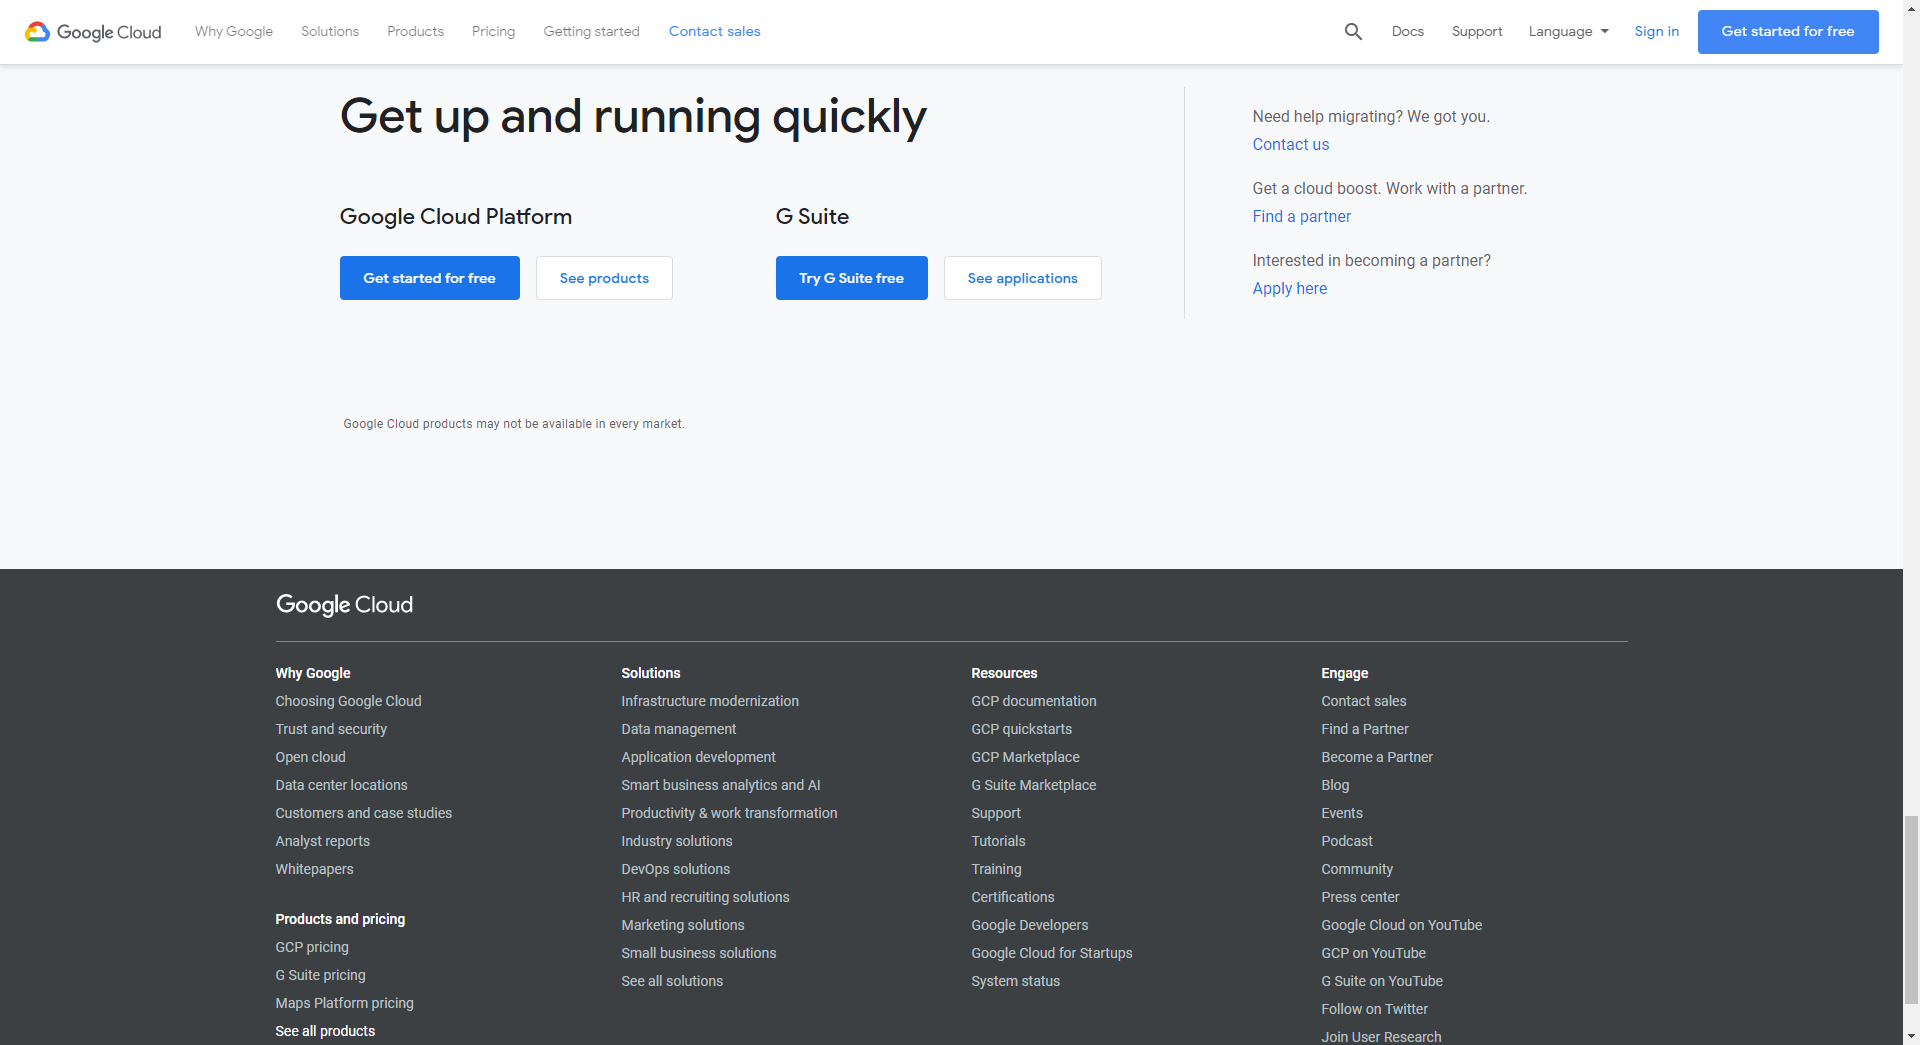 Google Cloud Why Google Solutions Products Pricing Getting started Contact sales Docs Support Language Sign in Get started for free
Get up and running quickly
Google Cloud Platform
Get started for free See products
G Suite
Try G Suite free See applications
Need help migrating? We got you.
Contact us
Get a cloud boost. Work with a partner.
Find a partner
Interested in becoming a partner?
Apply here
Google Cloud products may not be available in every market.
Google Cloud
Why Google
Choosing Google Cloud
Trust and security
Open cloud
Data center locations
Customers and case studies
Analyst reports
Whitepapers
Products and pricing
GCP pricing
G Suite pricing
Maps Platform pricing
See all products
Solutions
Infrastructure modernization
Data management
Application development
Smart business analytics and AI
Productivity & work transformation
Industry solutions
DevOps solutions
HR and recruiting solutions
Marketing solutions
Small business solutions
See all solutions
Resources
GCP documentation
GCP quickstarts
GCP Marketplace
G Suite Marketplace
Support
Tutorials
Training
Certifications
Google Developers
Google Cloud for Startups
System status
Engage
Contact sales
Find a Partner
Become a Partner
Blog
Events
Podcast
Community
Press center
Google Cloud on YouTube
GCP on YouTube
G Suite on YouTube
Follow on Twitter
Join User Research